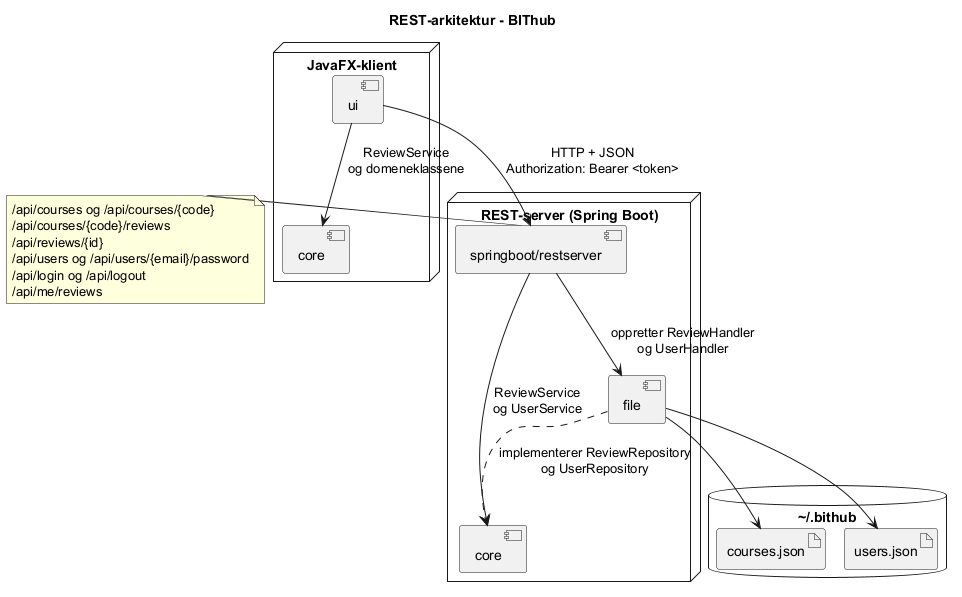 REST-arkitektur - BIThub
JavaFX-klient
ui
ReviewService
og domeneklassene
HTTP + JSON
Authorization: Bearer <token>
/api/courses og /api/courses/{code}
/api/courses/{code}/reviews
/api/reviews/{id}
/api/users og /api/users/{email}/password
/api/login og /api/logout
/api/me/reviews
core
REST-server (Spring Boot)
springboot/restserver
oppretter ReviewHandler
og UserHandler
ReviewService
og UserService
file
implementerer ReviewRepository
og UserRepository
core
~/.bithub
courses.json
users.json